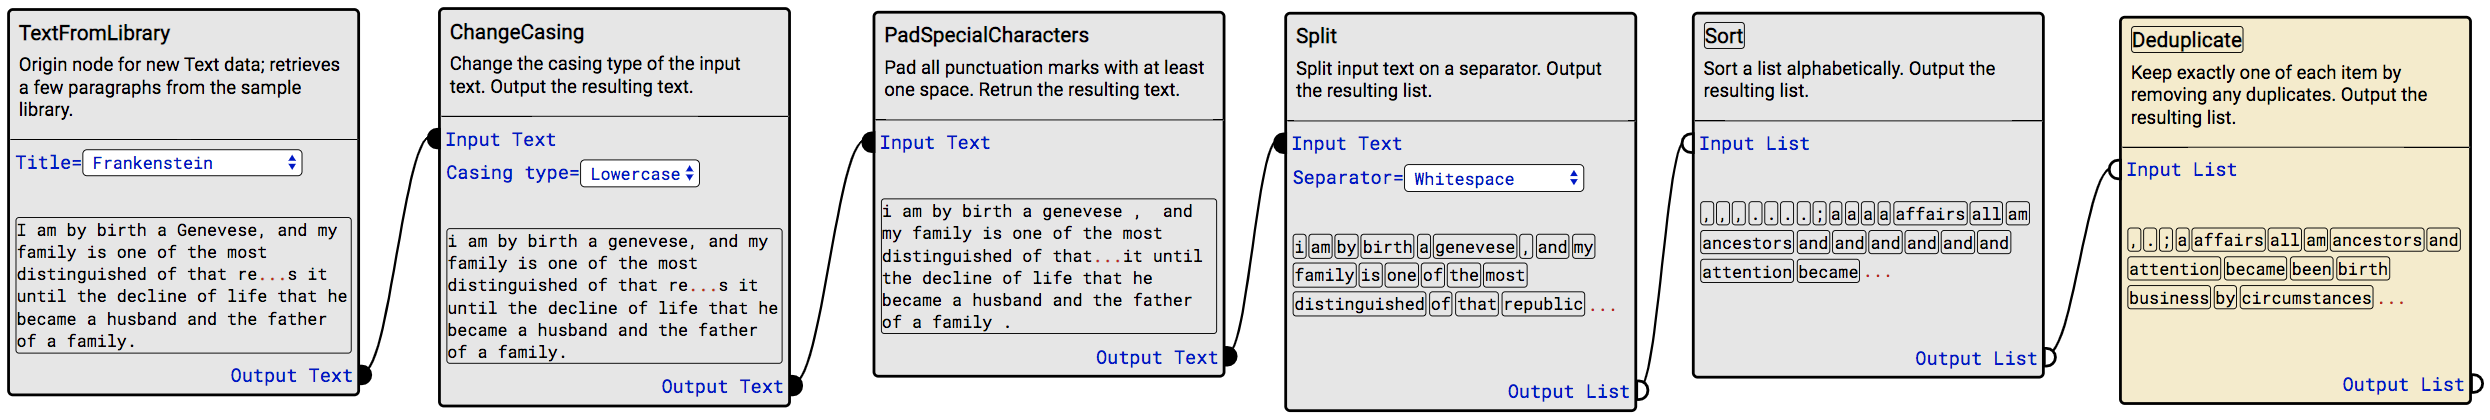 TextFromLibrary
Origin node for new Text data; retrieves
a few paragraphs from the sample
library.
Title= Frankenstein
I am by birth a Genevese, and my
family is one of the most
distinguished of that re...s it
until the decline of life that he
became a husband and the father
of a family.
Output Text
ChangeCasing
Change the casing type of the input
text. Output the resulting text.
Input Text
Casing type= Lowercase
i am by birth a genevese, and my
family is one of the most
distinguished of that re...s it
until the decline of life that he
became a husband and the father
of a family.
Output Text
PadSpecialCharacters
Pad all punctuation marks with at least
one space. Retrun the resulting text.
Input Text
i am by birth a genevese ,  and
my family is one of the most
distinguished of that...it until
the decline of life that he
became a husband and the father
of a family .
Output Text
Split
Split input text on a separator. Output
the resulting list.
Input Text
Separator= Whitespace
i am by birth a genevese , and my
family is one of the most
distinguished of that republic ...
Output List
Sort
Sort a list alphabetically. Output the
resulting list.
Input List
, , , . . . . ; a a a a affairs all am
ancestors and and and and and and
attention became ...
Output List
Deduplicate
Keep exactly one of each item by
removing any duplicates. Output the
resulting list.
Input List
, . ; a affairs all am ancestors and
attention became been birth
business by circumstances ...
Output List